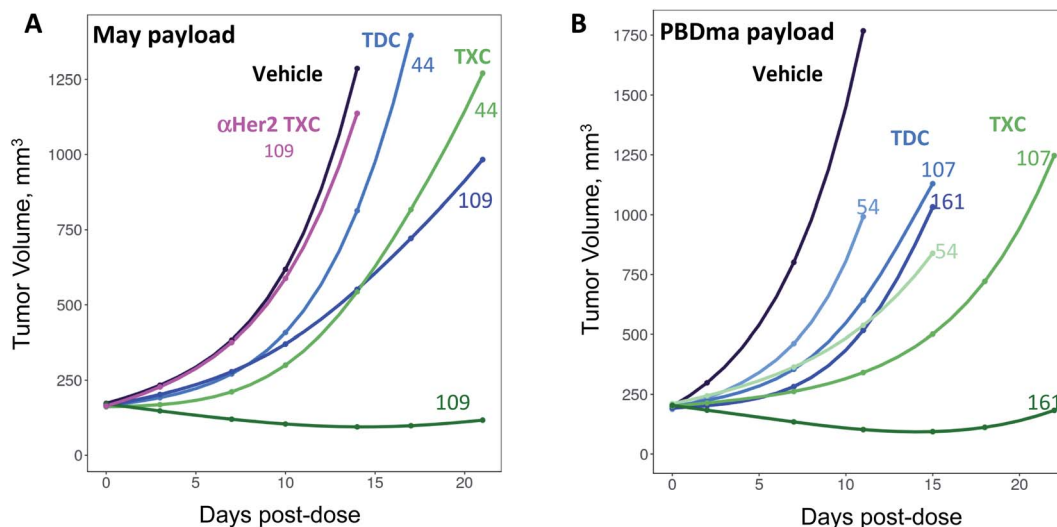 A
May payload
Vehicle
TDC
44
TXC
44
αHer2 TXC
109
109
109
1250
1000
750
500
250
0
Tumor Volume, mm³
0
5
10
15
20
Days post-dose
B
PBDma payload
Vehicle
TDC
107
161
54
TXC
107
54
161
1750
1500
1250
1000
750
500
250
0
Tumor Volume, mm³
0
5
10
15
20
Days post-dose